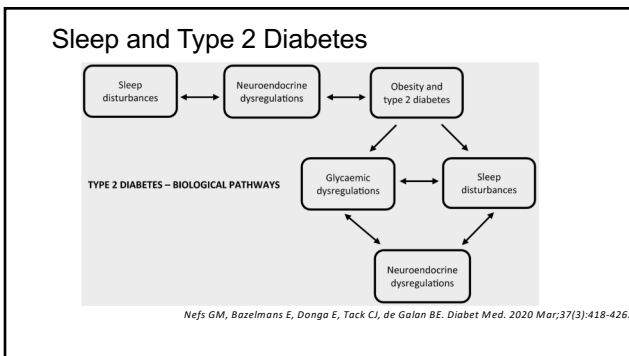 Sleep and Type 2 Diabetes
Sleep
disturbances
Neuroendocrine
dysregulations
Obesity and
type 2 diabetes
TYPE 2 DIABETES – BIOLOGICAL PATHWAYS
Glycaemic
dysregulations
Sleep
disturbances
Neuroendocrine
dysregulations
Nefs GM, Bazelmans E, Donga E, Tack CJ, de Galan BE. Diabet Med. 2020 Mar;37(3):418-426.